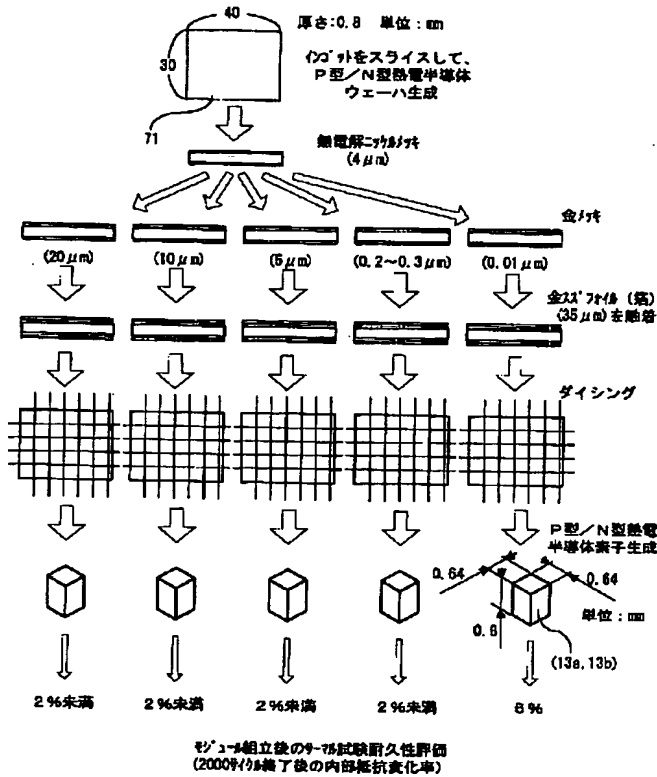 40
厚さ:0.8 単位:mm
30
インゴットをスライスして、
P型/N型熱電半導体
ウェーハ生成
71
無電解ニッケルメッキ
(4μm)
金メッキ
(20μm) (10μm) (5μm) (0.2~0.3μm) (0.01μm)
金スズフォイル(箔)
(35μm)を融着
ダイシング
P型/N型熱電
半導体素子生成
0.64
0.64
単位:mm
(13a,13b)
2%未満 2%未満 2%未満 2%未満
モジュール組立後のサーマル試験耐久性評価
(2000サイクル終了後の内部抵抗変化率)